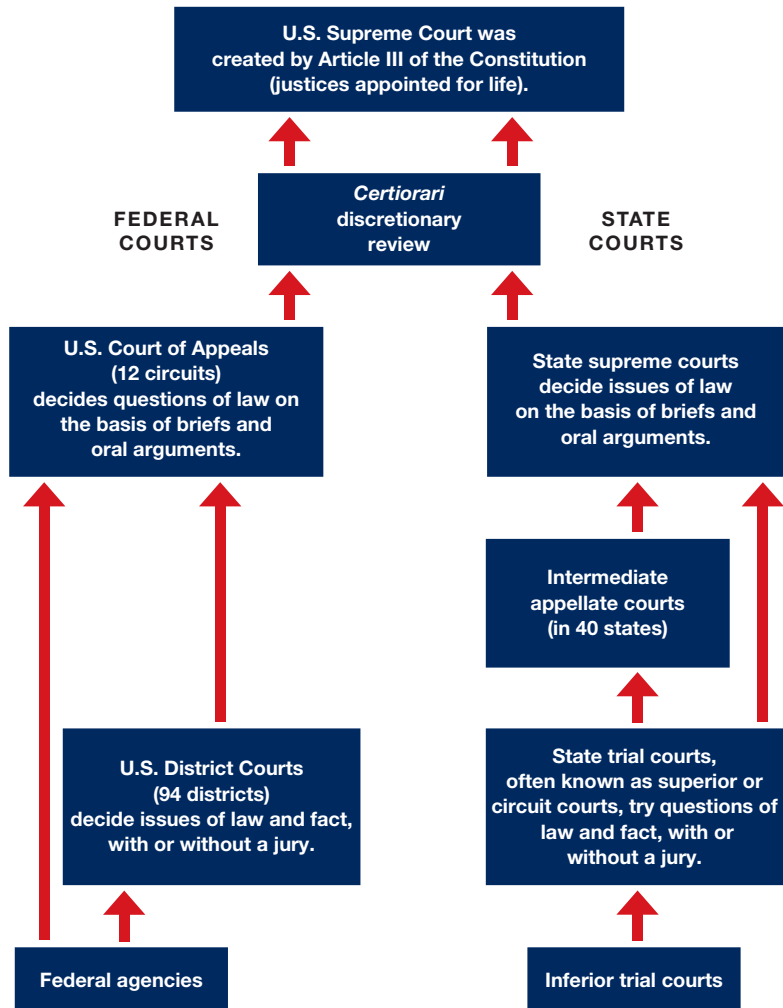 U.S. Supreme Court was
created by Article III of the Constitution
(justices appointed for life).
FEDERAL
COURTS
Certiorari
discretionary
review
STATE
COURTS
U.S. Court of Appeals
(12 circuits)
decides questions of law on
the basis of briefs and
oral arguments.
State supreme courts
decide issues of law
on the basis of briefs and
oral arguments.
Intermediate
appellate courts
(in 40 states)
U.S. District Courts
(94 districts)
decide issues of law and fact,
with or without a jury.
State trial courts,
often known as superior or
circuit courts, try questions of
law and fact, with or
without a jury.
Federal agencies
Inferior trial courts